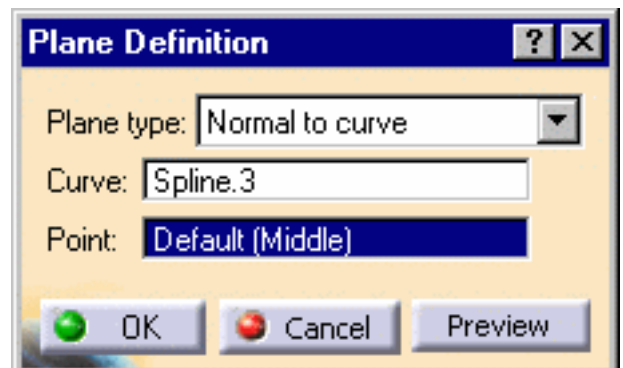 Plane Definition ?
Plane type: Normal to curve
Curve: Spline.3
Point: Default (Middle)
OK Cancel Preview